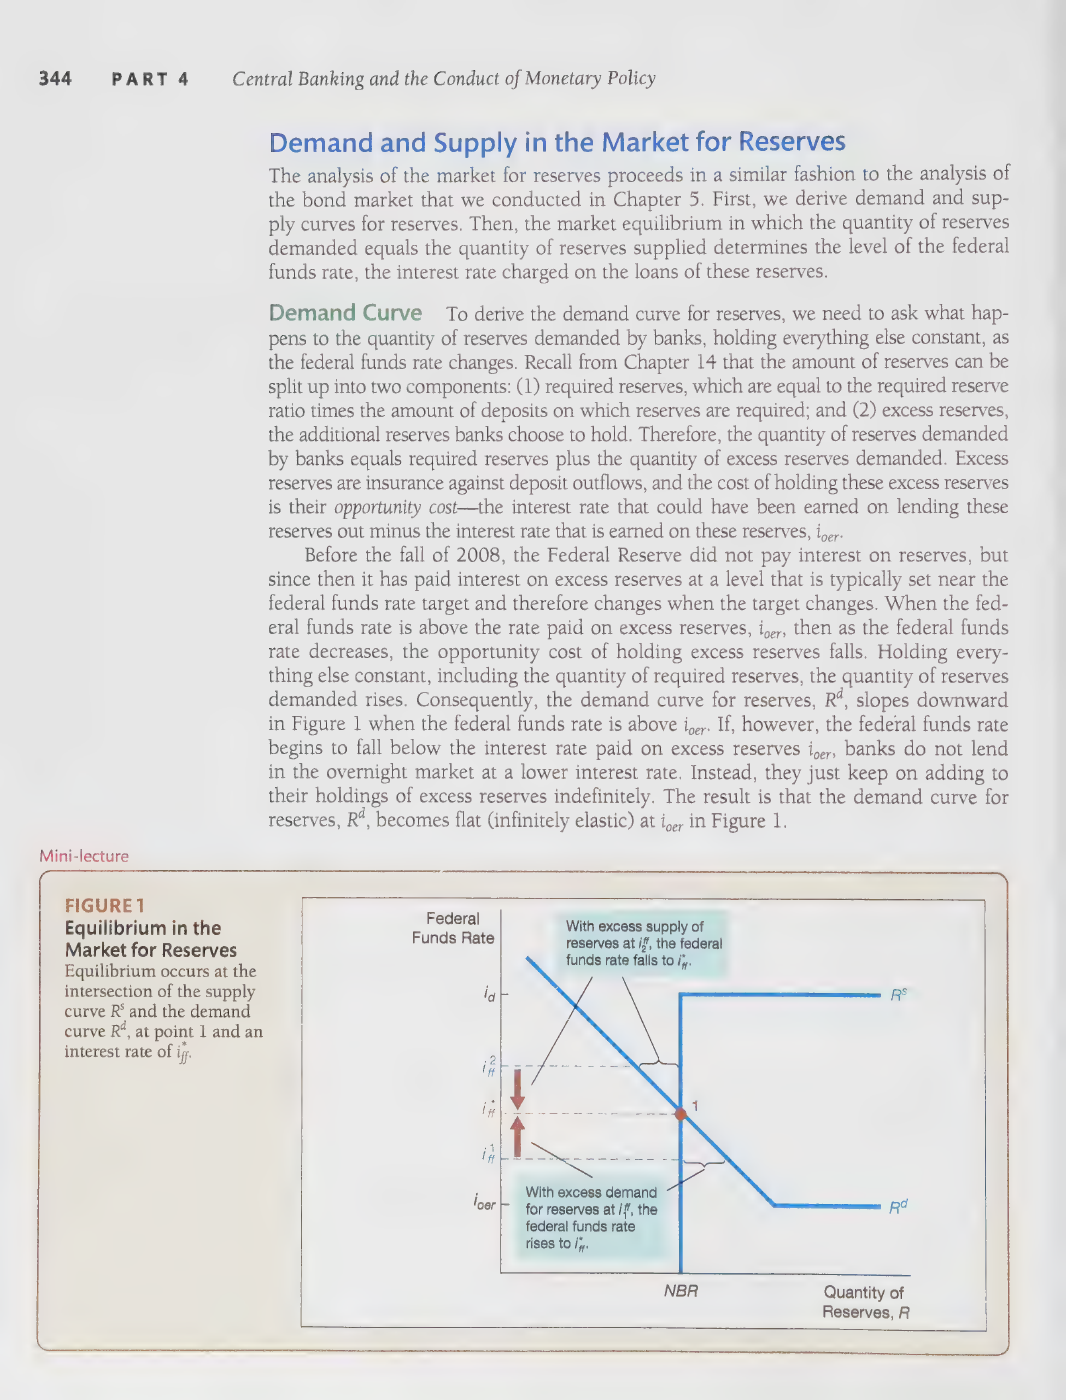 344 PART 4 Central Banking and the Conduct of Monetary Policy
Demand and Supply in the Market for Reserves
The analysis of the market for reserves proceeds in a similar fashion to the analysis of
the bond market that we conducted in Chapter 5. First, we derive demand and sup-
ply curves for reserves. Then, the market equilibrium in which the quantity of reserves
demanded equals the quantity of reserves supplied determines the level of the federal
funds rate, the interest rate charged on the loans of these reserves.
Demand Curve To derive the demand curve for reserves, we need to ask what hap-
pens to the quantity of reserves demanded by banks, holding everything else constant, as
the federal funds rate changes. Recall from Chapter 14 that the amount of reserves can be
split up into two components: (1) required reserves, which are equal to the required reserve
ratio times the amount of deposits on which reserves are required; and (2) excess reserves,
the additional reserves banks choose to hold. Therefore, the quantity of reserves demanded
by banks equals required reserves plus the quantity of excess reserves demanded. Excess
reserves are insurance against deposit outflows, and the cost of holding these excess reserves
is their opportunity cost—the interest rate that could have been earned on lending these
reserves out minus the interest rate that is earned on these reserves, i_oer.
Before the fall of 2008, the Federal Reserve did not pay interest on reserves, but
since then it has paid interest on excess reserves at a level that is typically set near the
federal funds rate target and therefore changes when the target changes. When the fed-
eral funds rate is above the rate paid on excess reserves, i_oer, then as the federal funds
rate decreases, the opportunity cost of holding excess reserves falls. Holding every-
thing else constant, including the quantity of required reserves, the quantity of reserves
demanded rises. Consequently, the demand curve for reserves, R^d, slopes downward
in Figure 1 when the federal funds rate is above i_oer. If, however, the federal funds rate
begins to fall below the interest rate paid on excess reserves i_oer, banks do not lend
in the overnight market at a lower interest rate. Instead, they just keep on adding to
their holdings of excess reserves indefinitely. The result is that the demand curve for
reserves, R^d, becomes flat (infinitely elastic) at i_oer in Figure 1.
Mini-lecture
FIGURE 1
Equilibrium in the
Market for Reserves
Equilibrium occurs at the
intersection of the supply
curve R^s and the demand
curve R^d, at point 1 and an
interest rate of i*_ff.
Federal
Funds Rate
With excess supply of
reserves at i_2^ff, the federal
funds rate falls to i*_ff.
i_d
R^s
i^2_ff
i*_ff
1
i^1_ff
i_oer
With excess demand
for reserves at i_1^ff, the
federal funds rate
rises to i*_ff.
R^d
NBR
Quantity of
Reserves, R